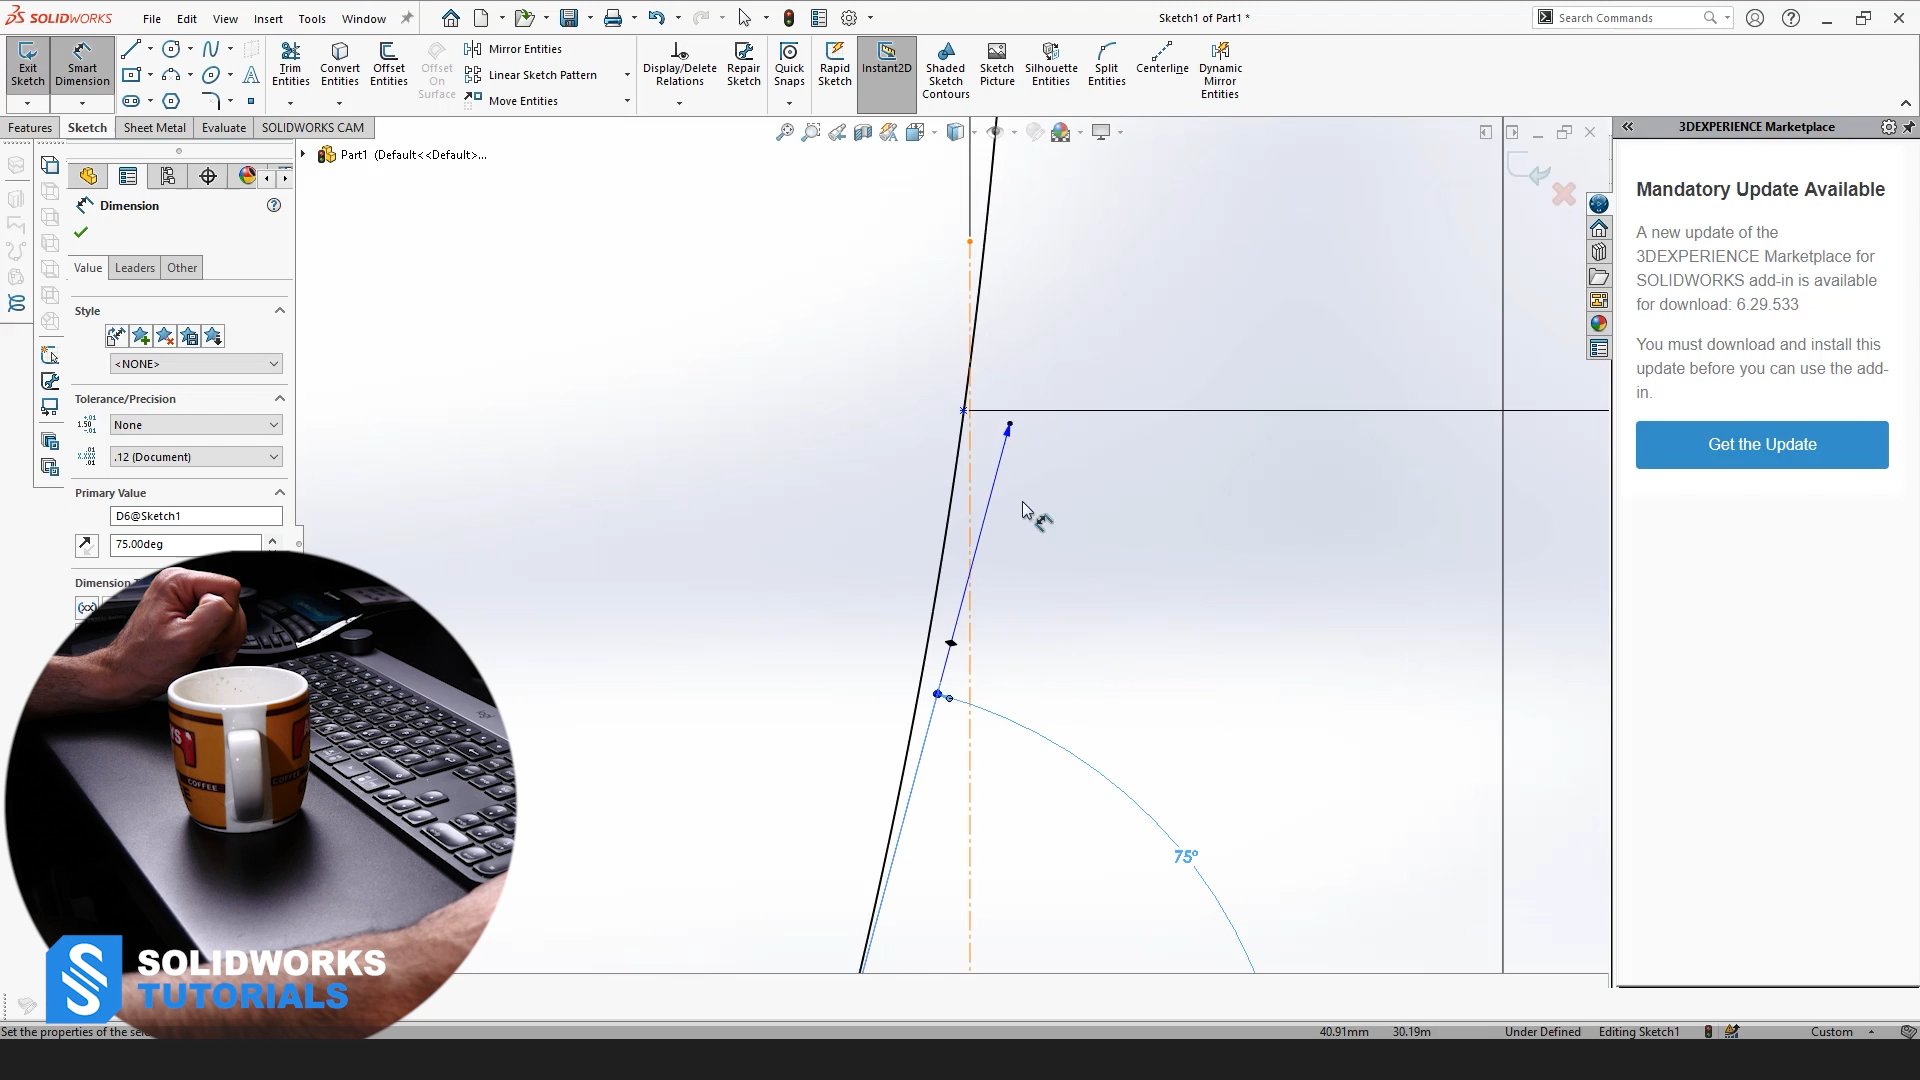 SOLIDWORKS
File
Edit
View
Insert
Tools
Window
Sketch1 of Part1 *
Search Commands
Exit Sketch
Smart Dimension
Trim Entities
Convert Entities
Offset Entities
Offset On Surface
Mirror Entities
Linear Sketch Pattern
Move Entities
Display/Delete Relations
Repair Sketch
Quick Snaps
Rapid Sketch
Instant2D
Shaded Sketch Contours
Sketch Picture
Silhouette Entities
Split Entities
Centerline
Dynamic Mirror Entities
Features
Sketch
Sheet Metal
Evaluate
SOLIDWORKS CAM
Part1 (Default<<Default>...
3DEXPERIENCE Marketplace
Mandatory Update Available
A new update of the
3DEXPERIENCE Marketplace for
SOLIDWORKS add-in is available
for download: 6.29.533
You must download and install this
update before you can use the add-
in.
Get the Update
Dimension
Value
Leaders
Other
Style
<NONE>
Tolerance/Precision
None
.12 (Document)
Primary Value
D6@Sketch1
75.00deg
Dimension
75°
COFFEE
SOLIDWORKS
TUTORIALS
Set the properties of the
40.91mm
30.19m
Under Defined
Editing Sketch1
Custom